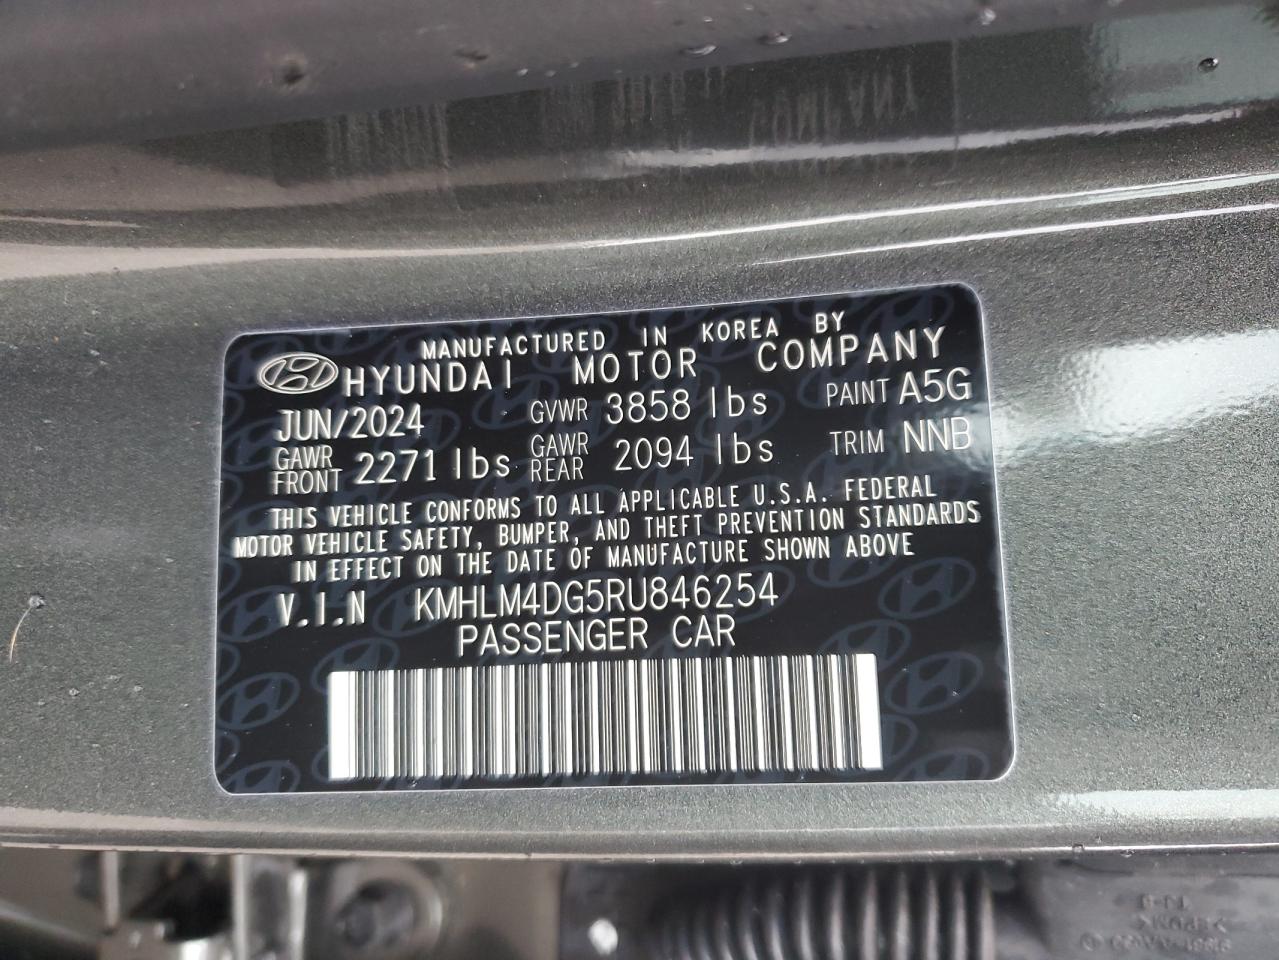 MANUFACTURED IN KOREA BY
HYUNDAI MOTOR COMPANY
JUN/2024 GVWR 3858 lbs PAINT A5G
GAWR FRONT 2271 lbs GAWR REAR 2094 lbs TRIM NNB
THIS VEHICLE CONFORMS TO ALL APPLICABLE U.S.A. FEDERAL
MOTOR VEHICLE SAFETY, BUMPER, AND THEFT PREVENTION STANDARDS
IN EFFECT ON THE DATE OF MANUFACTURE SHOWN ABOVE
V.I.N KMHLM4DG5RU846254
PASSENGER CAR